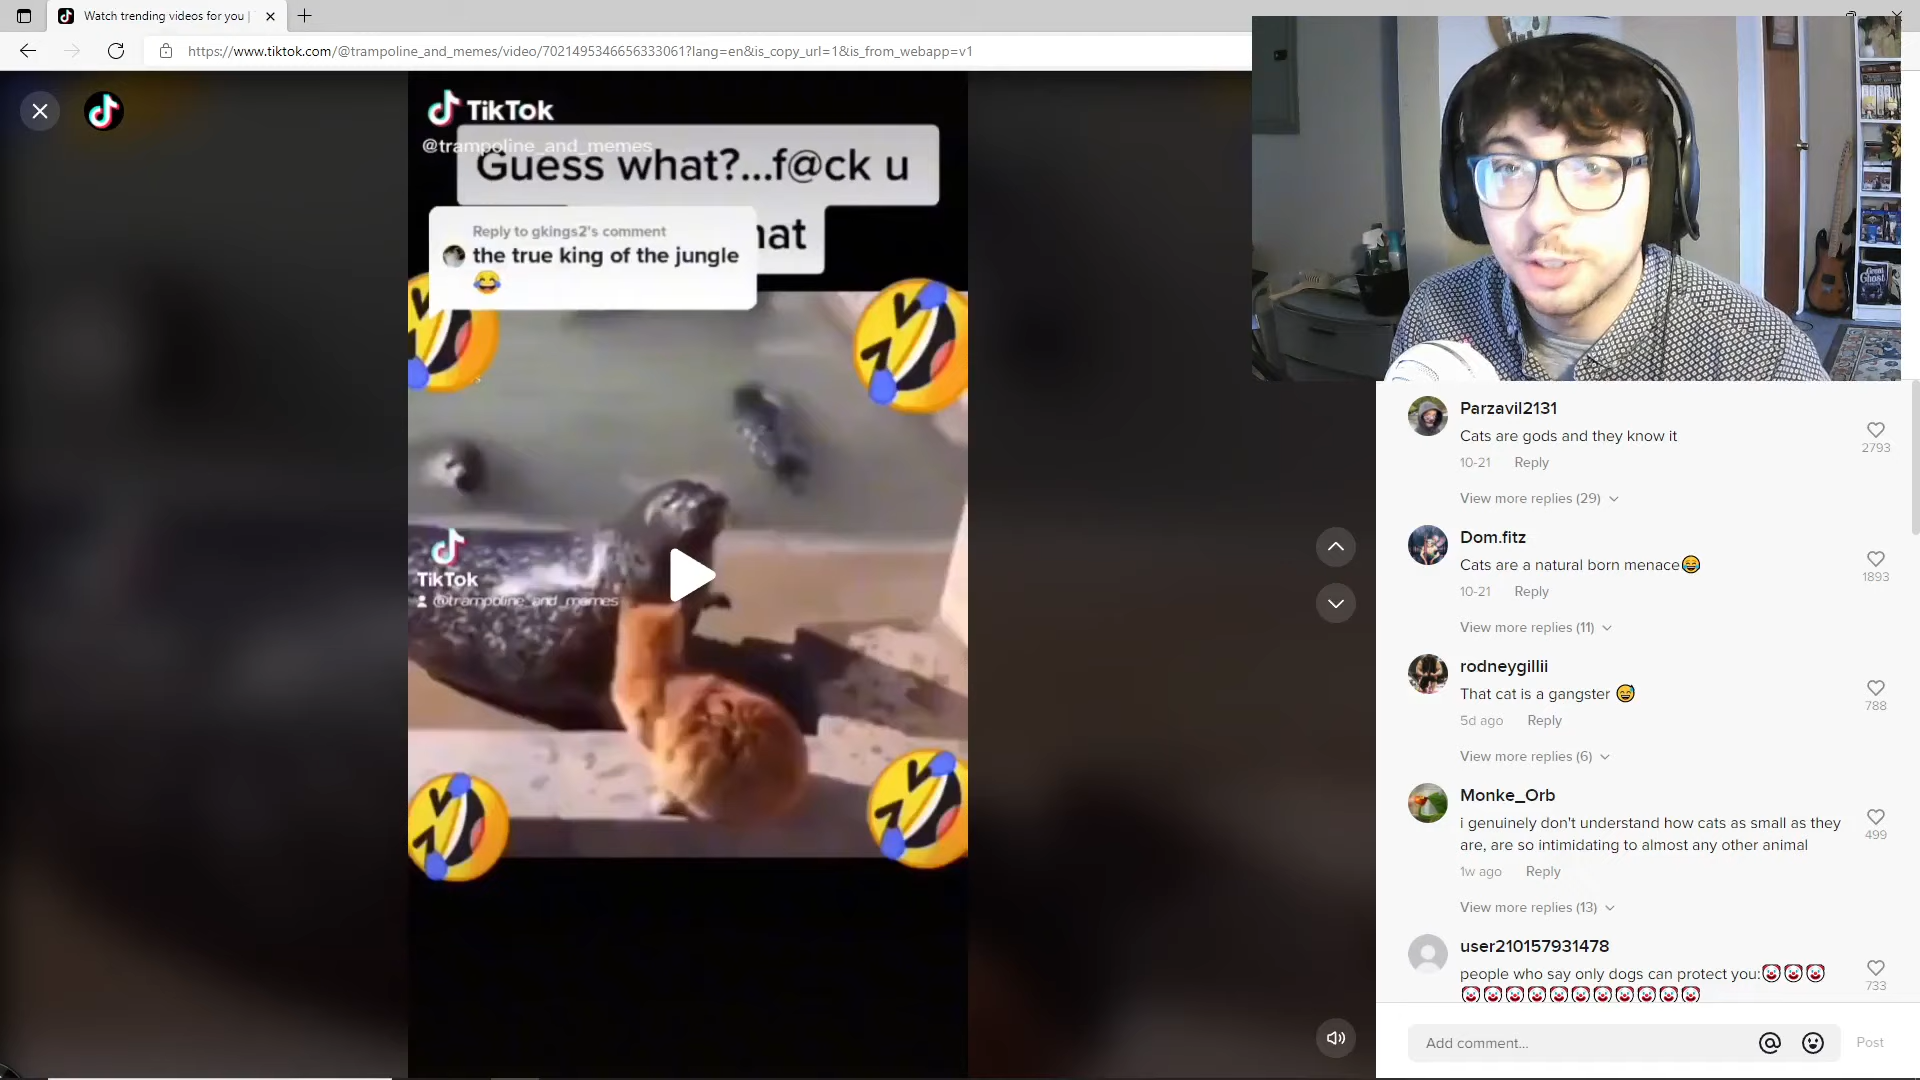 Watch trending videos for you |
https://www.tiktok.com/@trampoline_and_memes/video/7021495346656333061?lang=en&is_copy_url=1&is_from_webapp=v1
TikTok
@trampoline_and_memes
Guess what?...f@ck u
hat
Reply to gkings2's comment
the true king of the jungle
😂
TikTok
@trampoline_and_memes
Parzavil2131
Cats are gods and they know it
2793
10-21 Reply
View more replies (29)
Dom.fitz
Cats are a natural born menace😂
1893
10-21 Reply
View more replies (11)
rodneygillii
That cat is a gangster 😅
788
5d ago Reply
View more replies (6)
Monke_Orb
i genuinely don't understand how cats as small as they
are, are so intimidating to almost any other animal
499
1w ago Reply
View more replies (13)
user210157931478
people who say only dogs can protect you:🤡🤡🤡
🤡🤡🤡🤡🤡🤡🤡🤡🤡🤡🤡
733
Add comment...
Post